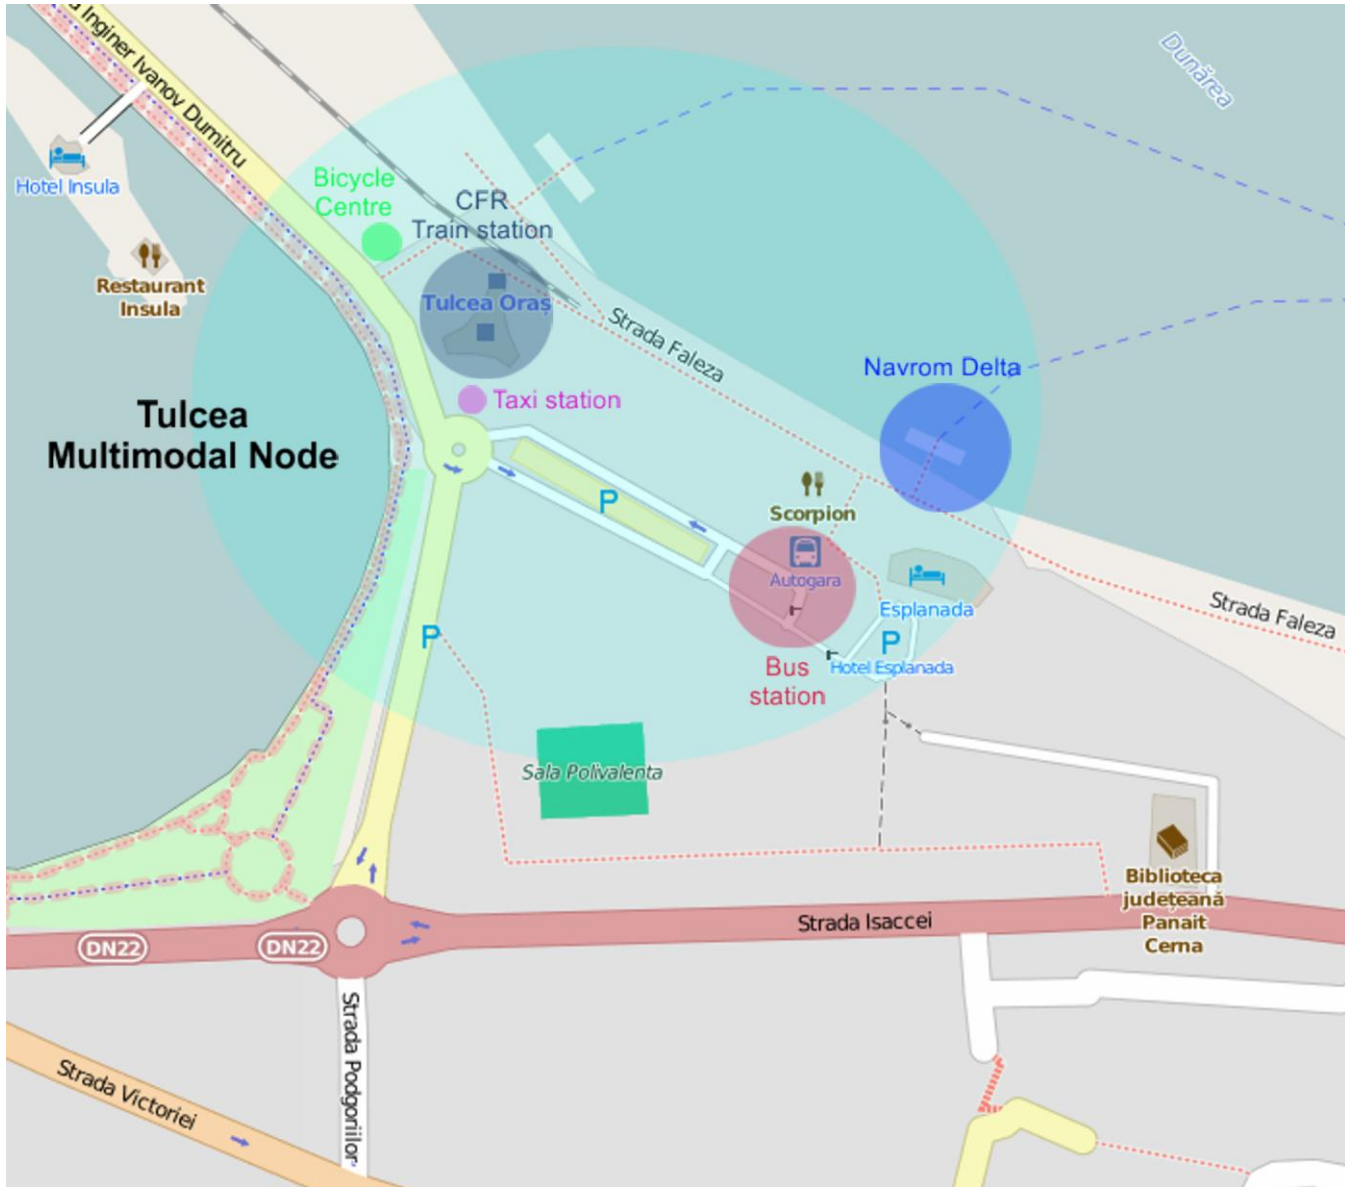 Inginer Ivanov Dumitru
Dunărea
Hotel Insula
Bicycle
Centre
CFR
Train station
Restaurant
Insula
Tulcea Oraș
Strada Faleza
Navrom Delta
Taxi station
Tulcea
Multimodal Node
P
Scorpion
Autogara
Esplanada
Strada Faleza
P
P
Hotel Esplanada
Bus
station
Sala Polivalenta
Biblioteca
județeană
Panait
Cerna
Strada Isaccei
DN22
DN22
Strada Podgoriilor
Strada Victoriei